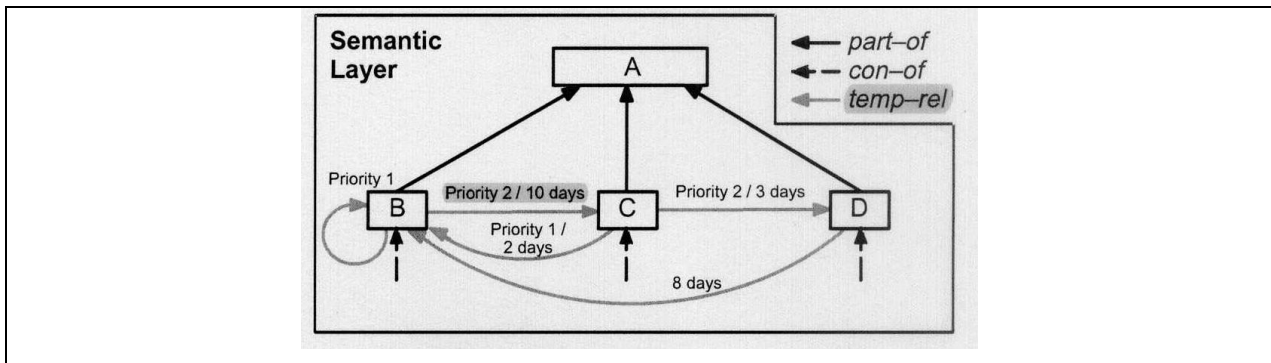 Semantic
Layer
A
part–of
con–of
temp–rel
Priority 1
B
Priority 2 / 10 days
C
Priority 2 / 3 days
D
Priority 1 /
2 days
8 days